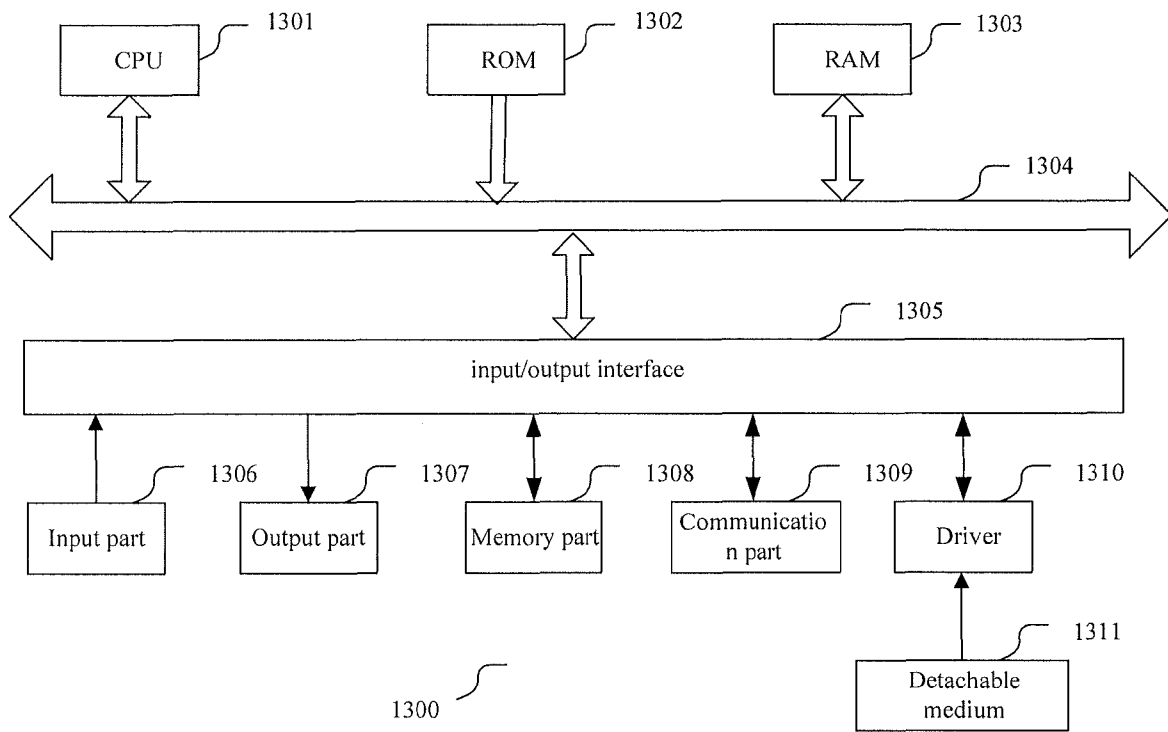 1301
1302
1303
CPU
ROM
RAM
1304
1305
input/output interface
1306
1307
1308
1309
1310
Input part
Output part
Memory part
Communicatio
n part
Driver
1311
Detachable
medium
1300